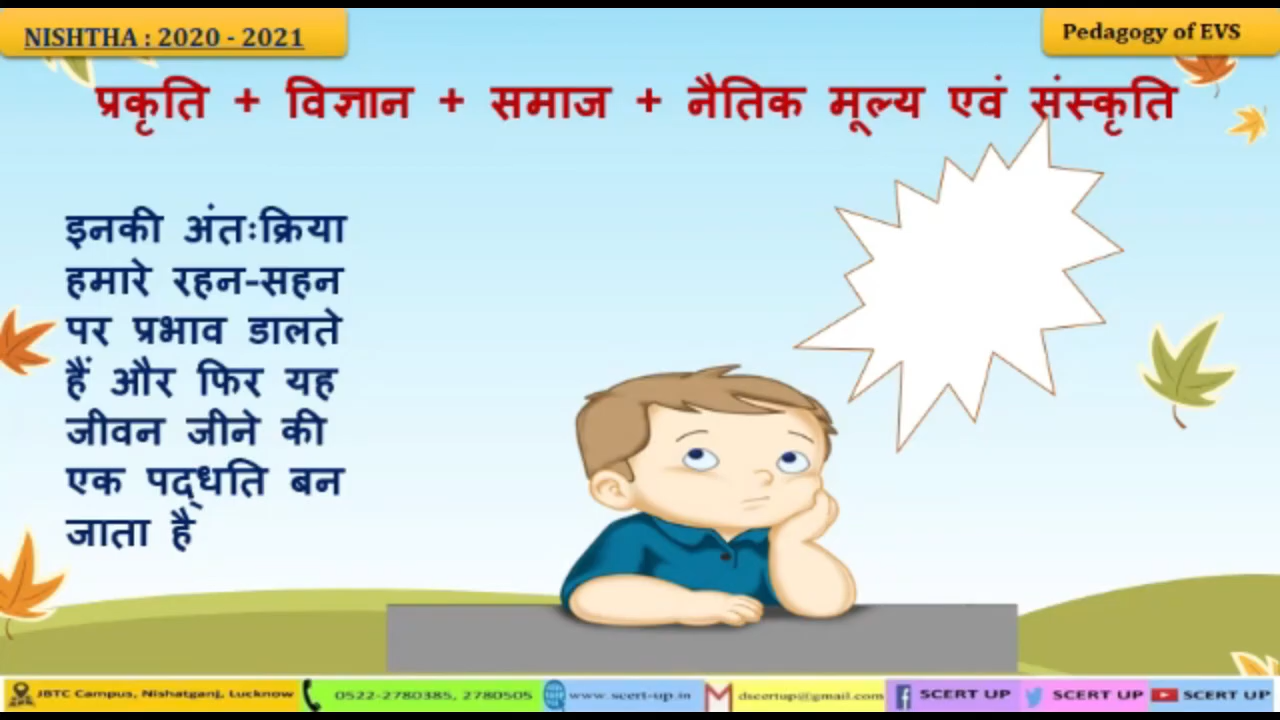 NISHTHA : 2020 - 2021
Pedagogy of EVS
प्रकृति + विज्ञान + समाज + नैतिक मूल्य एवं संस्कृति
इनकी अंतःक्रिया
हमारे रहन-सहन
पर प्रभाव डालते
हैं और फिर यह
जीवन जीने की
एक पद्धति बन
जाता है
JBTC Campus, Nishatganj, Lucknow
0522-2780385, 2780505
www.scert-up.in
dscertup@gmail.com
SCERT UP
SCERT UP
SCERT UP